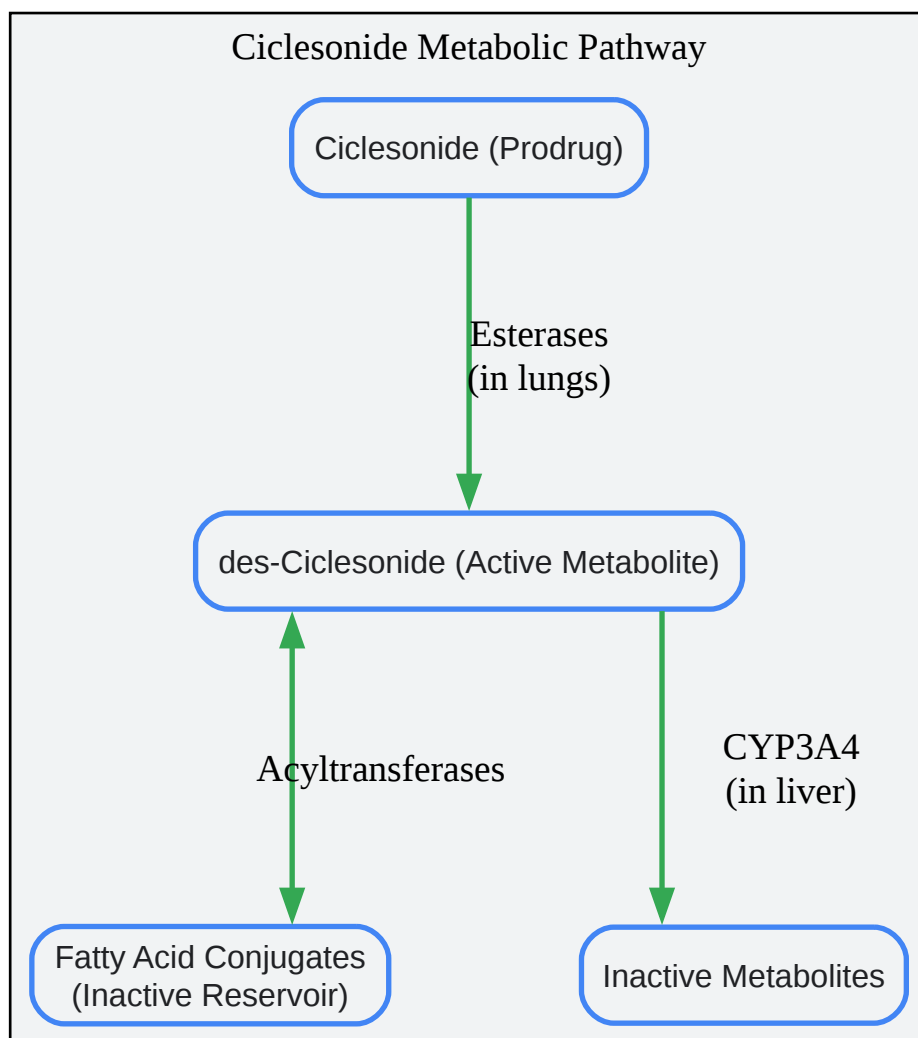 Ciclesonide Metabolic Pathway
Ciclesonide (Prodrug)
Esterases
(in lungs)
des-Ciclesonide (Active Metabolite)
Acyltransferases
CYP3A4
(in liver)
Fatty Acid Conjugates
(Inactive Reservoir)
Inactive Metabolites